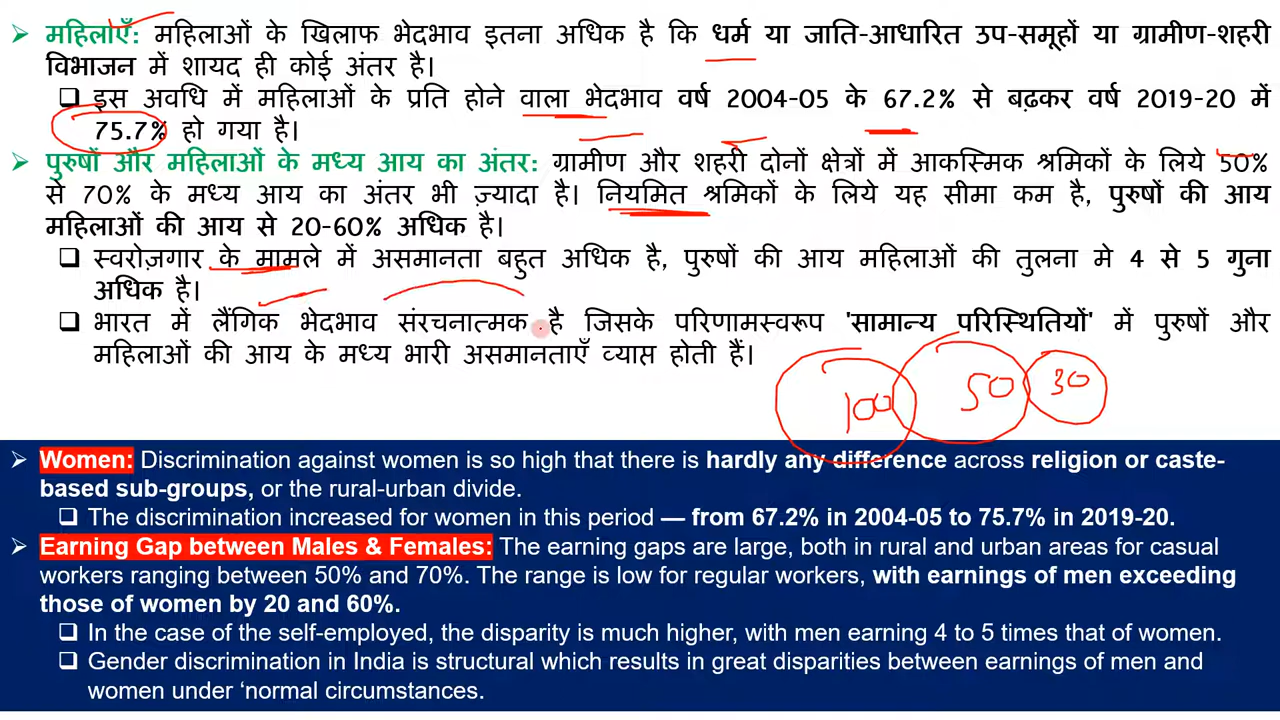 ➢ महिलाएँ: महिलाओं के खिलाफ भेदभाव इतना अधिक है कि धर्म या जाति-आधारित उप-समूहों या ग्रामीण-शहरी
विभाजन में शायद ही कोई अंतर है।
❑ इस अवधि में महिलाओं के प्रति होने वाला भेदभाव वर्ष 2004-05 के 67.2% से बढ़कर वर्ष 2019-20 में
75.7% हो गया है।
➢ पुरुषों और महिलाओं के मध्य आय का अंतर: ग्रामीण और शहरी दोनों क्षेत्रों में आकस्मिक श्रमिकों के लिये 50%
से 70% के मध्य आय का अंतर भी ज़्यादा है। नियमित श्रमिकों के लिये यह सीमा कम है, पुरुषों की आय
महिलाओं की आय से 20-60% अधिक है।
❑ स्वरोज़गार के मामले में असमानता बहुत अधिक है, पुरुषों की आय महिलाओं की तुलना मे 4 से 5 गुना
अधिक है।
❑ भारत में लैंगिक भेदभाव संरचनात्मक है जिसके परिणामस्वरूप 'सामान्य परिस्थितियों' में पुरुषों और
महिलाओं की आय के मध्य भारी असमानताएँ व्याप्त होती हैं।
100 50 30
➢ Women: Discrimination against women is so high that there is hardly any difference across religion or caste-
based sub-groups, or the rural-urban divide.
❑ The discrimination increased for women in this period — from 67.2% in 2004-05 to 75.7% in 2019-20.
➢ Earning Gap between Males & Females: The earning gaps are large, both in rural and urban areas for casual
workers ranging between 50% and 70%. The range is low for regular workers, with earnings of men exceeding
those of women by 20 and 60%.
❑ In the case of the self-employed, the disparity is much higher, with men earning 4 to 5 times that of women.
❑ Gender discrimination in India is structural which results in great disparities between earnings of men and
women under ‘normal circumstances.